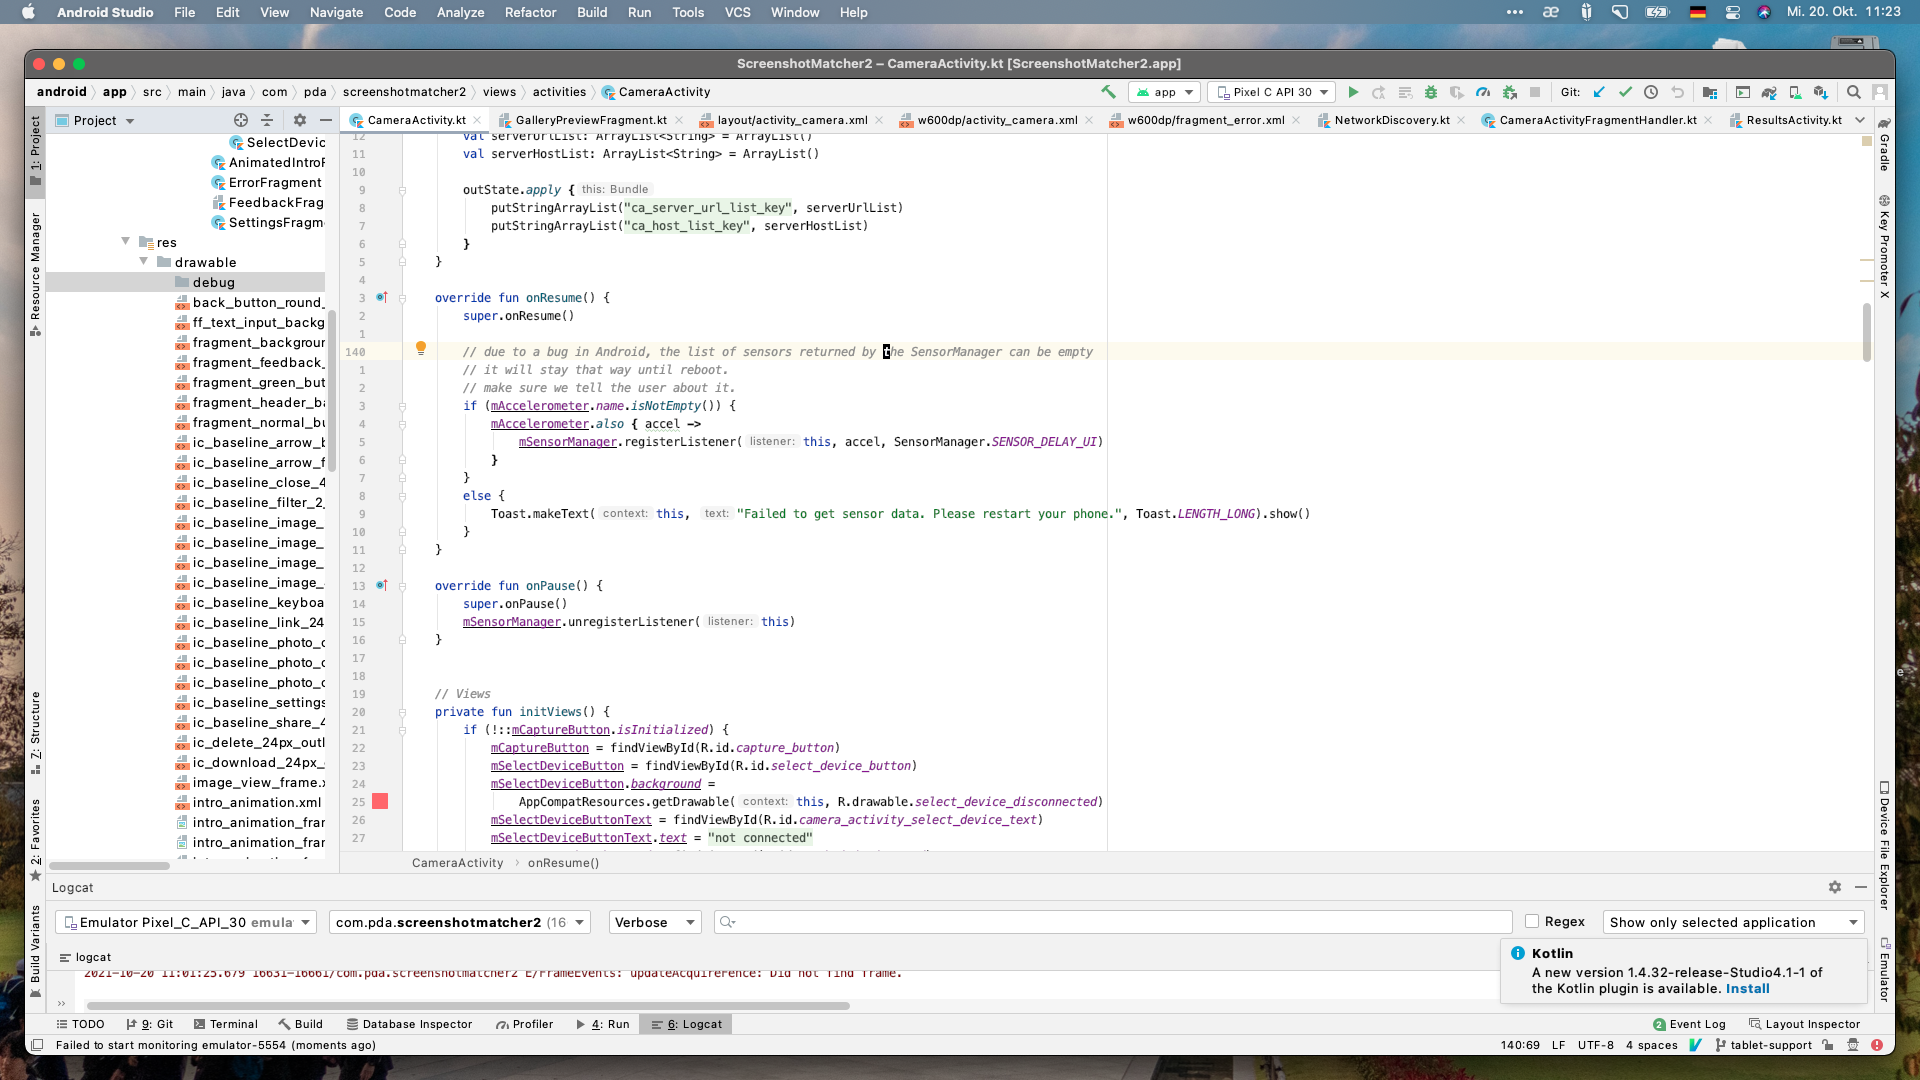 Android Studio File Edit View Navigate Code Analyze Refactor Build Run Tools VCS Window Help
Mi. 20. Okt. 11:23
ScreenshotMatcher2 – CameraActivity.kt [ScreenshotMatcher2.app]
android app src main java com pda screenshotmatcher2 views activities CameraActivity
app Pixel C API 30 Git:
Project
CameraActivity.kt GalleryPreviewFragment.kt layout/activity_camera.xml w600dp/activity_camera.xml w600dp/fragment_error.xml NetworkDiscovery.kt CameraActivityFragmentHandler.kt ResultsActivity.kt
1: Project
Resource Manager
Z: Structure
2: Favorites
Build Variants
SelectDevic
AnimatedIntroF
ErrorFragment
FeedbackFrag
SettingsFragm
res
drawable
debug
back_button_round_
ff_text_input_backg
fragment_backgrour
fragment_feedback_
fragment_green_but
fragment_header_ba
fragment_normal_bu
ic_baseline_arrow_b
ic_baseline_arrow_f
ic_baseline_close_4
ic_baseline_filter_2_
ic_baseline_image_
ic_baseline_image_
ic_baseline_image_
ic_baseline_image_
ic_baseline_keyboa
ic_baseline_link_24
ic_baseline_photo_c
ic_baseline_photo_c
ic_baseline_photo_c
ic_baseline_settings
ic_baseline_share_4
ic_delete_24px_outl
ic_download_24px_
image_view_frame.x
intro_animation.xml
intro_animation_frar
intro_animation_frar
12 val serverUrlList: ArrayList<String> = ArrayList()
11 val serverHostList: ArrayList<String> = ArrayList()
10
9 outState.apply { this: Bundle
8 putStringArrayList("ca_server_url_list_key", serverUrlList)
7 putStringArrayList("ca_host_list_key", serverHostList)
6 }
5 }
4
3 override fun onResume() {
2 super.onResume()
1
140 // due to a bug in Android, the list of sensors returned by the SensorManager can be empty
1 // it will stay that way until reboot.
2 // make sure we tell the user about it.
3 if (mAccelerometer.name.isNotEmpty()) {
4 mAccelerometer.also { accel ->
5 mSensorManager.registerListener( listener: this, accel, SensorManager.SENSOR_DELAY_UI)
6 }
7 }
8 else {
9 Toast.makeText( context: this, text: "Failed to get sensor data. Please restart your phone.", Toast.LENGTH_LONG).show()
10 }
11 }
12
13 override fun onPause() {
14 super.onPause()
15 mSensorManager.unregisterListener( listener: this)
16 }
17
18
19 // Views
20 private fun initViews() {
21 if (!::mCaptureButton.isInitialized) {
22 mCaptureButton = findViewById(R.id.capture_button)
23 mSelectDeviceButton = findViewById(R.id.select_device_button)
24 mSelectDeviceButton.background =
25 AppCompatResources.getDrawable( context: this, R.drawable.select_device_disconnected)
26 mSelectDeviceButtonText = findViewById(R.id.camera_activity_select_device_text)
27 mSelectDeviceButtonText.text = "not connected"
CameraActivity › onResume()
Gradle
Key Promoter X
Device File Explorer
Emulator
Logcat
Emulator Pixel_C_API_30 emula com.pda.screenshotmatcher2 (16 Verbose Regex Show only selected application
logcat
2021-10-20 11:01:25.679 16631-16661/com.pda.screenshotmatcher2 E/FrameEvents: updateAcquireFence: Did not find frame.
Kotlin
A new version 1.4.32-release-Studio4.1-1 of
the Kotlin plugin is available. Install
TODO 9: Git Terminal Build Database Inspector Profiler 4: Run 6: Logcat 2 Event Log Layout Inspector
Failed to start monitoring emulator-5554 (moments ago) 140:69 LF UTF-8 4 spaces tablet-support